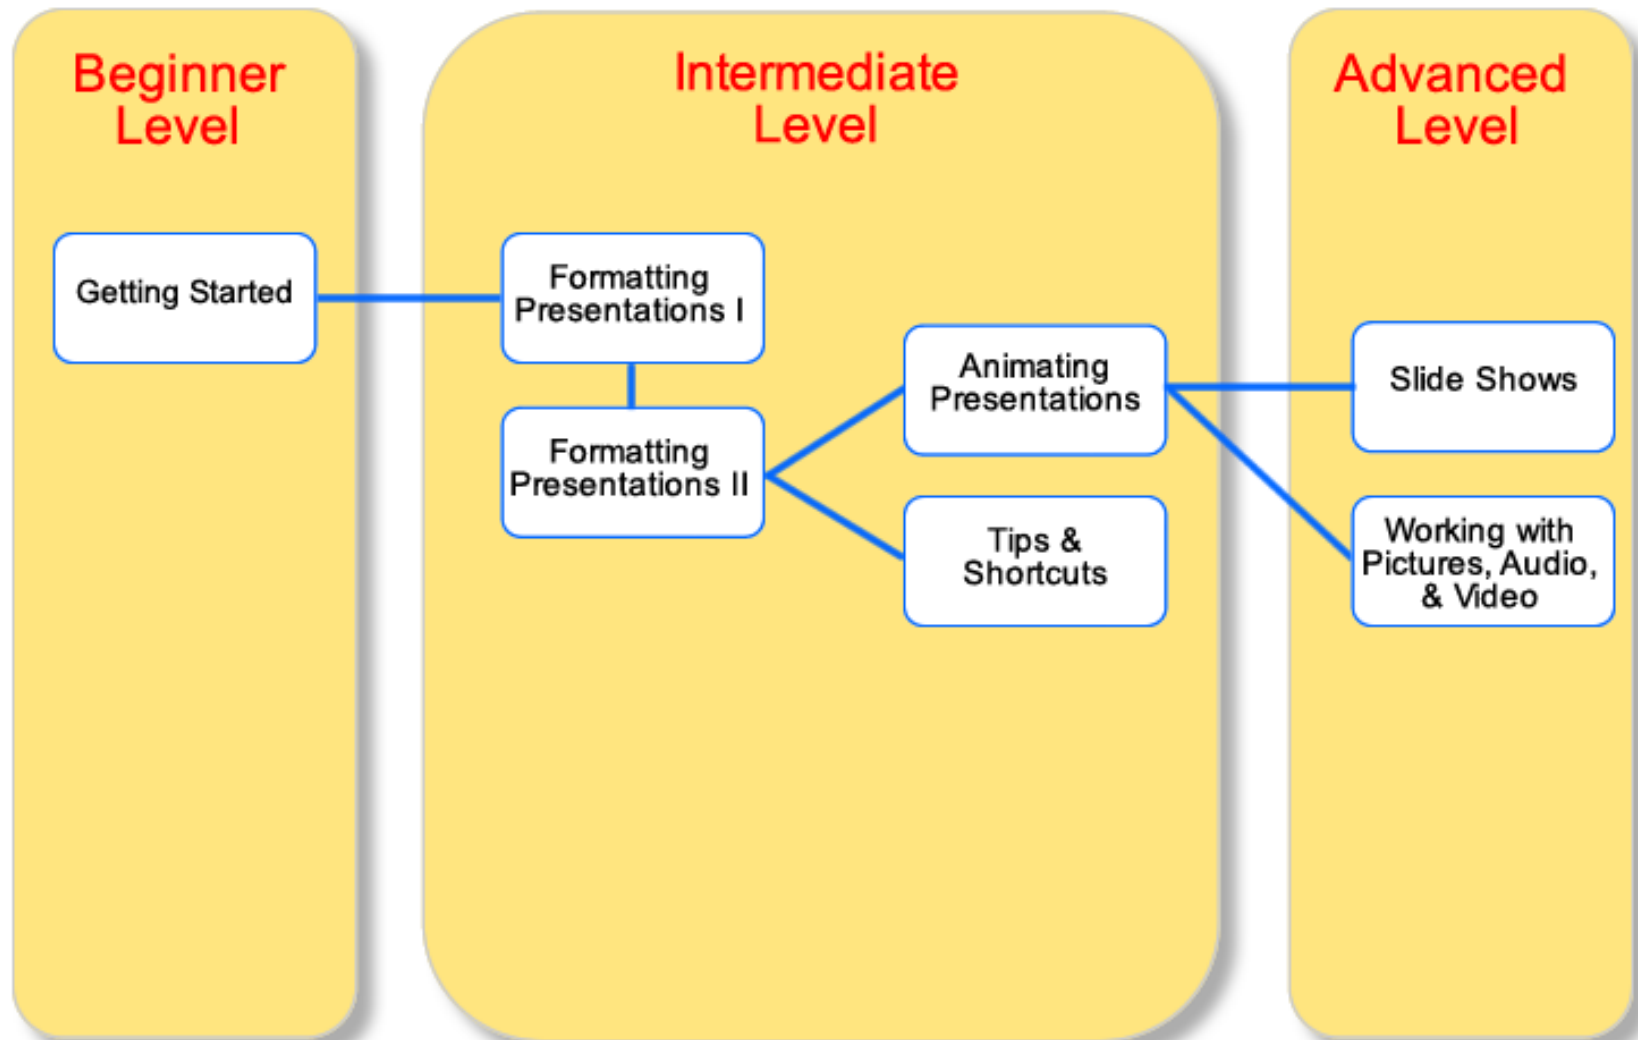 Beginner
Level
Intermediate
Level
Advanced
Level
Getting Started
Formatting
Presentations I
Formatting
Presentations II
Animating
Presentations
Tips &
Shortcuts
Slide Shows
Working with
Pictures, Audio,
& Video